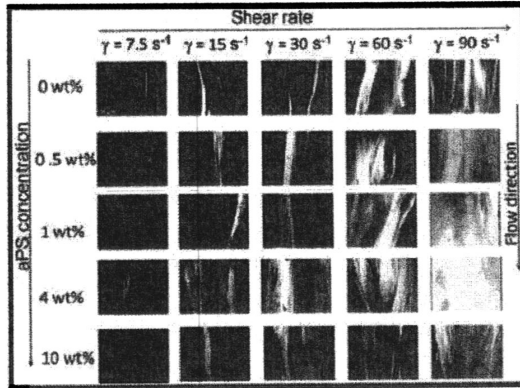 Shear rate
γ = 7.5 s⁻¹ γ = 15 s⁻¹ γ = 30 s⁻¹ γ = 60 s⁻¹ γ = 90 s⁻¹
aPS concentration
0 wt%
0.5 wt%
1 wt%
4 wt%
10 wt%
Flow direction